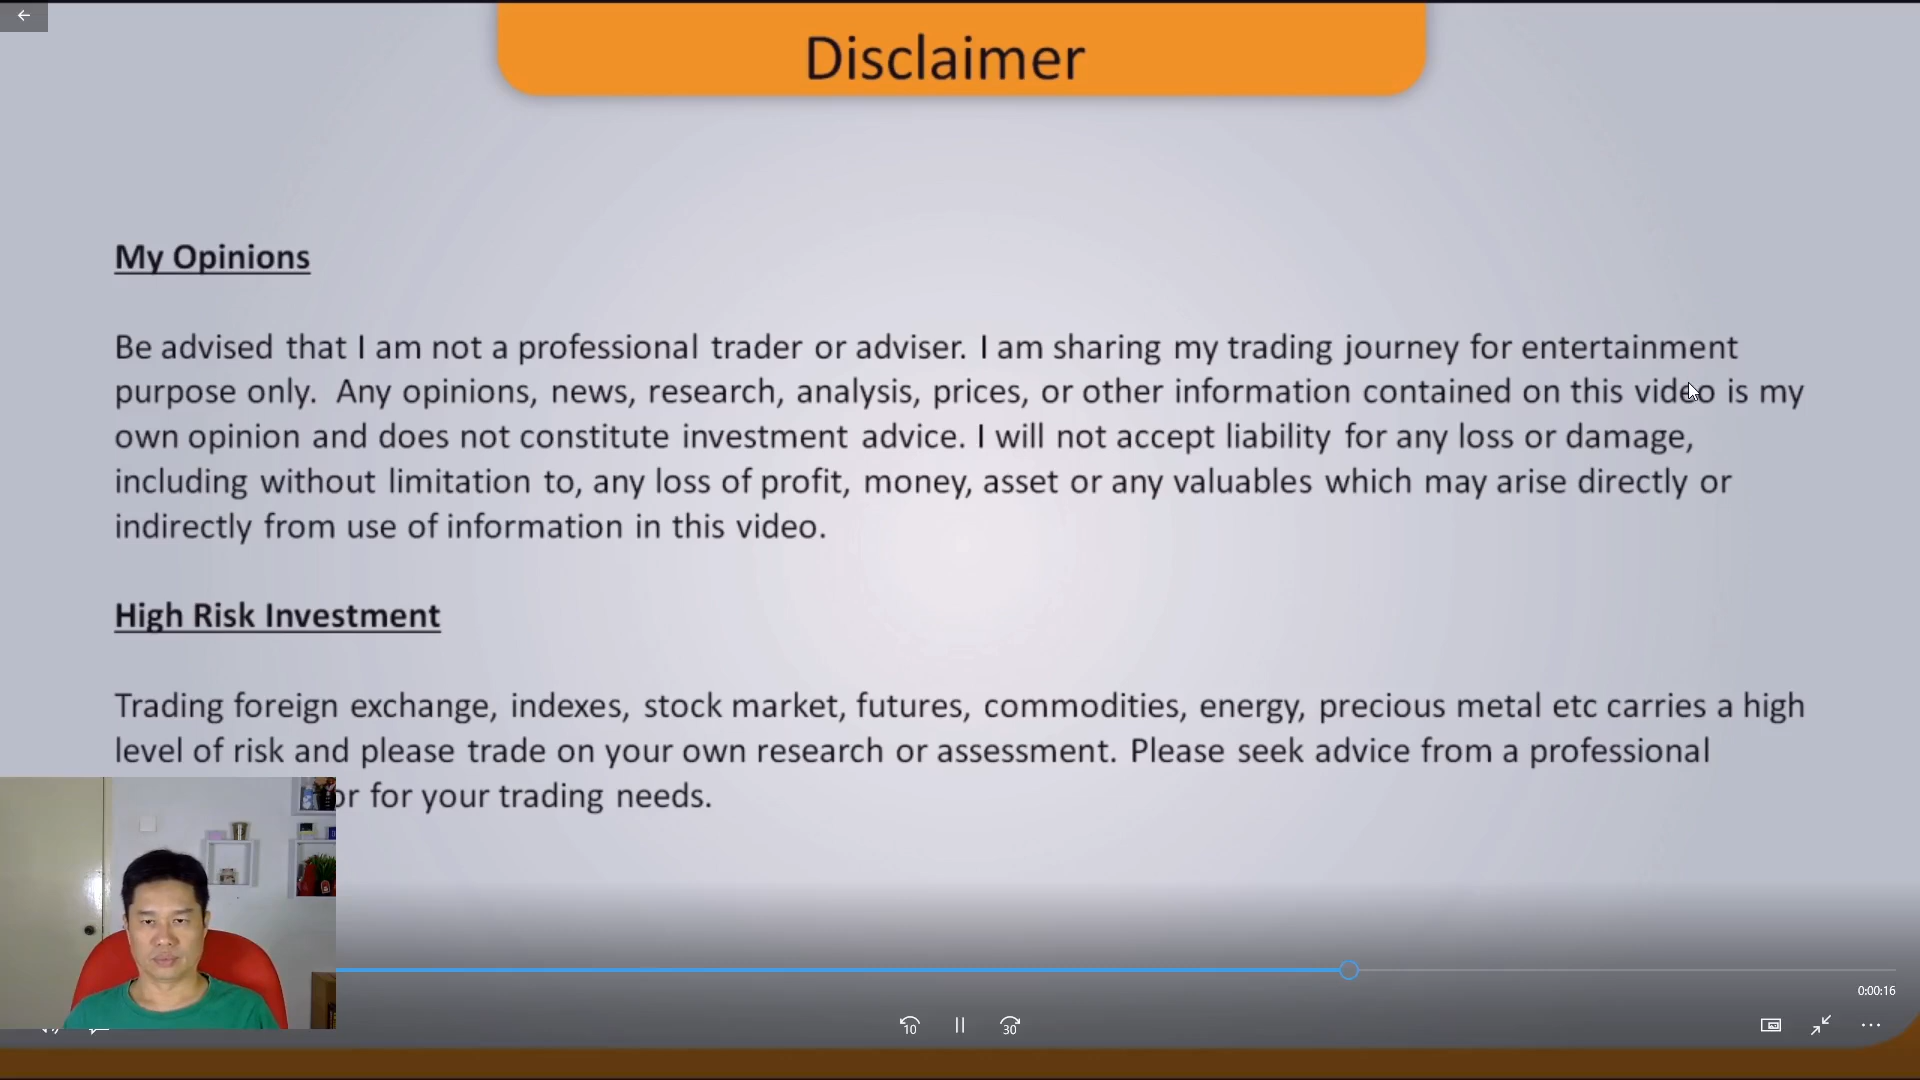 Disclaimer
My Opinions
Be advised that I am not a professional trader or adviser. I am sharing my trading journey for entertainment
purpose only. Any opinions, news, research, analysis, prices, or other information contained on this video is my
own opinion and does not constitute investment advice. I will not accept liability for any loss or damage,
including without limitation to, any loss of profit, money, asset or any valuables which may arise directly or
indirectly from use of information in this video.
High Risk Investment
Trading foreign exchange, indexes, stock market, futures, commodities, energy, precious metal etc carries a high
level of risk and please trade on your own research or assessment. Please seek advice from a professional
or for your trading needs.
0:00:16
10
30